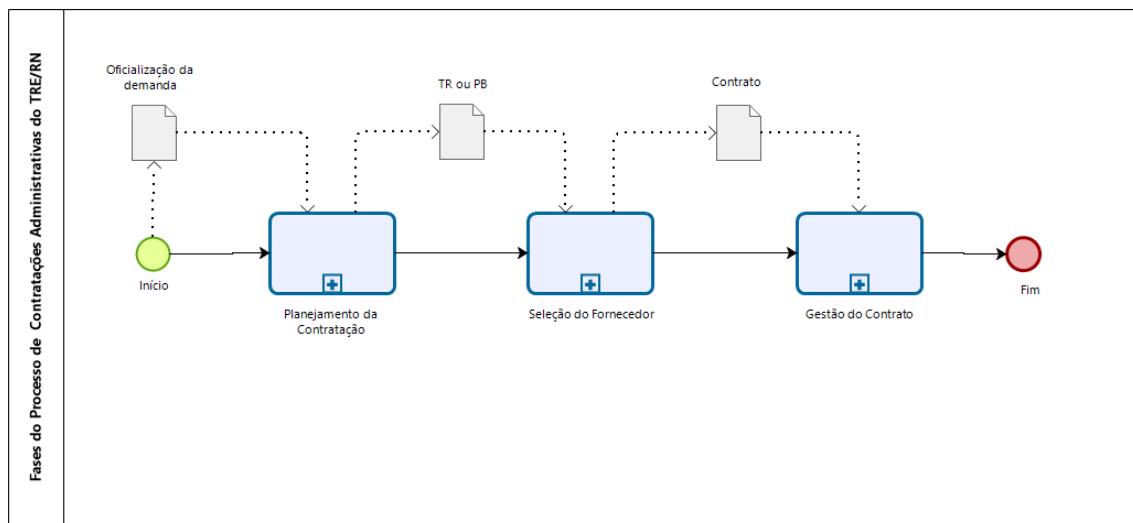 Fases do Processo de Contratações Administrativas do TRE/RN
Oficialização da
demanda
TR ou PB
Contrato
Início
Planejamento da
Contratação
Seleção do Fornecedor
Gestão do Contrato
Fim